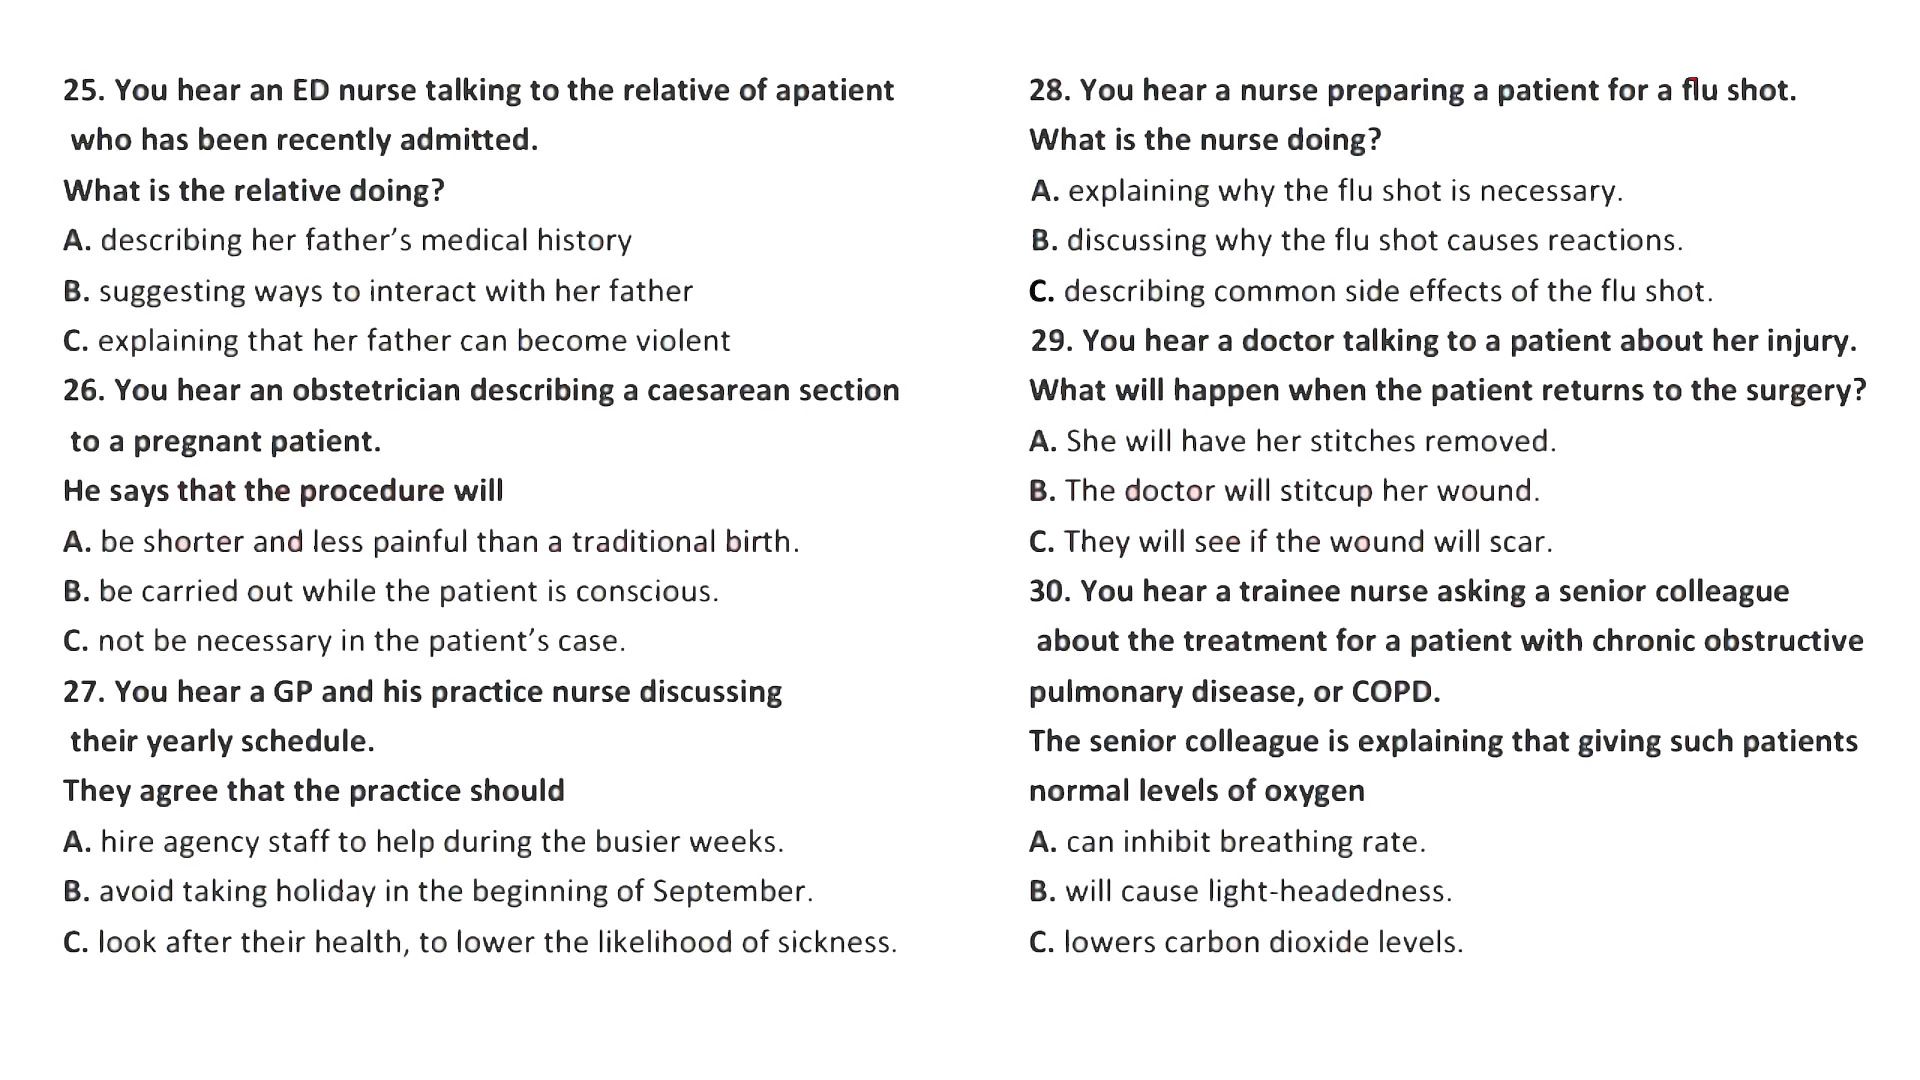 25. You hear an ED nurse talking to the relative of apatient
who has been recently admitted.
What is the relative doing?
A. describing her father’s medical history
B. suggesting ways to interact with her father
C. explaining that her father can become violent
26. You hear an obstetrician describing a caesarean section
to a pregnant patient.
He says that the procedure will
A. be shorter and less painful than a traditional birth.
B. be carried out while the patient is conscious.
C. not be necessary in the patient’s case.
27. You hear a GP and his practice nurse discussing
their yearly schedule.
They agree that the practice should
A. hire agency staff to help during the busier weeks.
B. avoid taking holiday in the beginning of September.
C. look after their health, to lower the likelihood of sickness.
28. You hear a nurse preparing a patient for a flu shot.
What is the nurse doing?
A. explaining why the flu shot is necessary.
B. discussing why the flu shot causes reactions.
C. describing common side effects of the flu shot.
29. You hear a doctor talking to a patient about her injury.
What will happen when the patient returns to the surgery?
A. She will have her stitches removed.
B. The doctor will stitcup her wound.
C. They will see if the wound will scar.
30. You hear a trainee nurse asking a senior colleague
about the treatment for a patient with chronic obstructive
pulmonary disease, or COPD.
The senior colleague is explaining that giving such patients
normal levels of oxygen
A. can inhibit breathing rate.
B. will cause light-headedness.
C. lowers carbon dioxide levels.